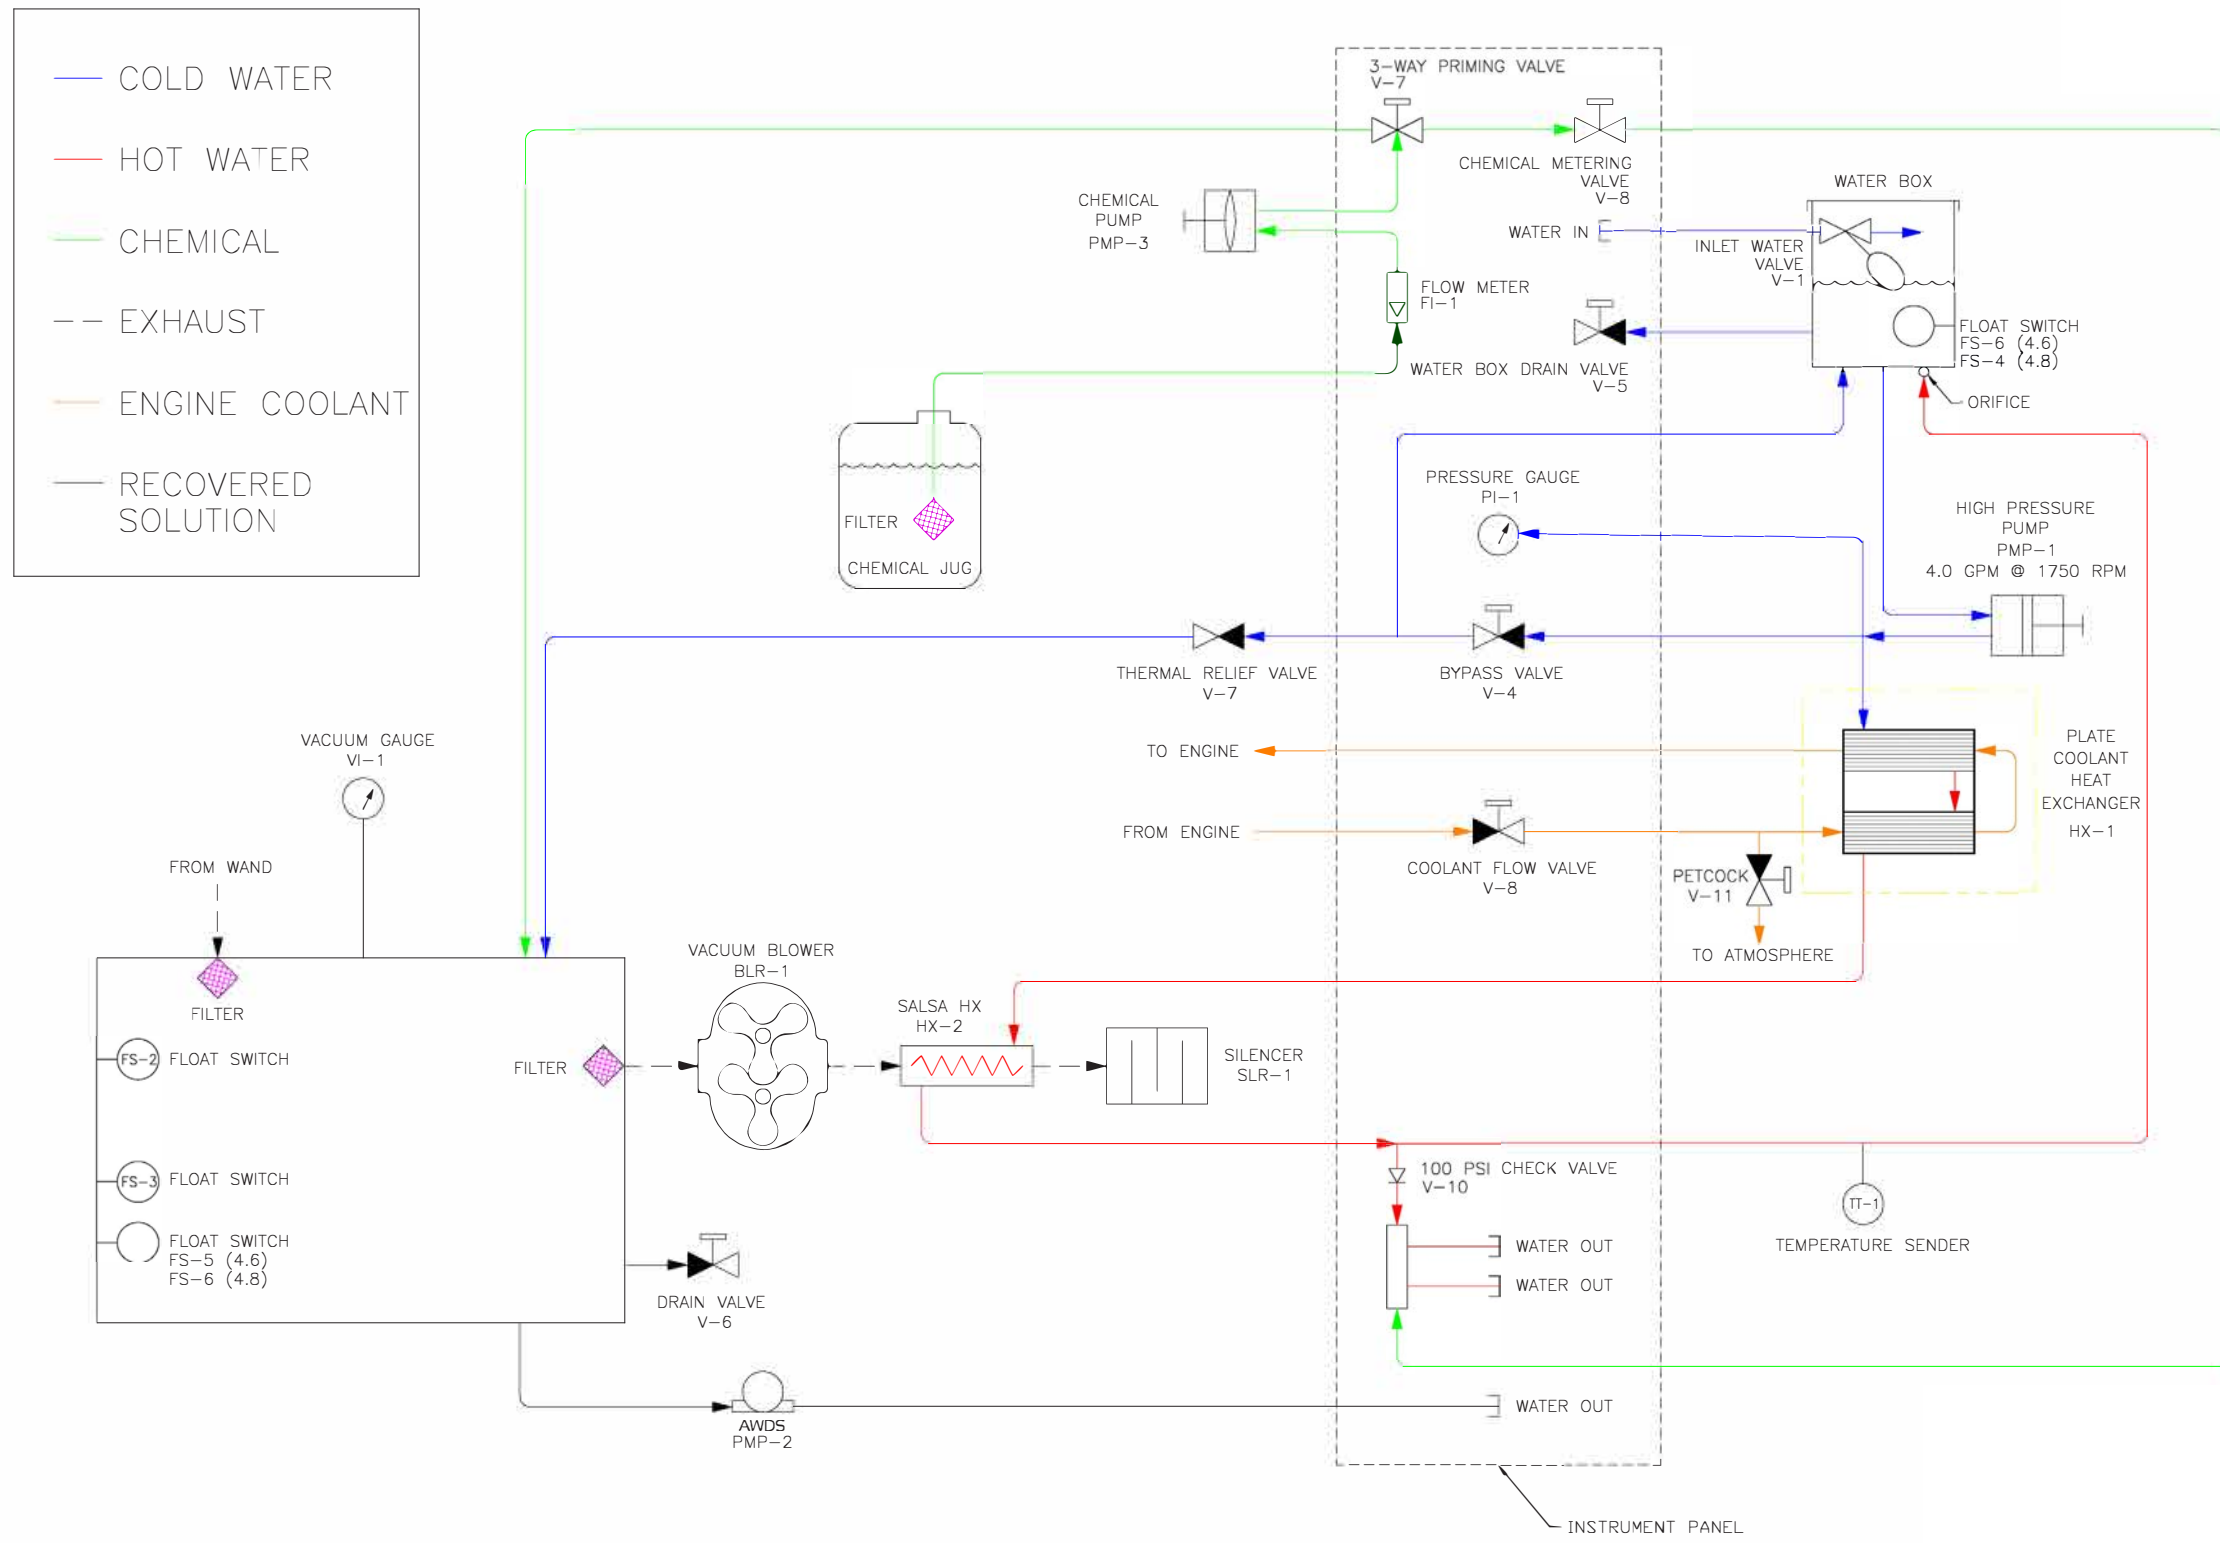 COLD WATER
HOT WATER
CHEMICAL
EXHAUST
ENGINE COOLANT
RECOVERED
SOLUTION
3-WAY PRIMING VALVE
V-7
CHEMICAL METERING
VALVE
V-8
CHEMICAL
PUMP
PMP-3
WATER IN
WATER BOX
INLET WATER
VALVE
V-1
FLOW METER
FI-1
FLOAT SWITCH
FS-6 (4.6)
FS-4 (4.8)
WATER BOX DRAIN VALVE
V-5
ORIFICE
FILTER
CHEMICAL JUG
PRESSURE GAUGE
PI-1
HIGH PRESSURE
PUMP
PMP-1
4.0 GPM @ 1750 RPM
THERMAL RELIEF VALVE
V-7
BYPASS VALVE
V-4
VACUUM GAUGE
VI-1
TO ENGINE
PLATE
COOLANT
HEAT
EXCHANGER
HX-1
FROM ENGINE
COOLANT FLOW VALVE
V-8
PETCOCK
V-11
TO ATMOSPHERE
FROM WAND
FILTER
VACUUM BLOWER
BLR-1
SALSA HX
HX-2
SILENCER
SLR-1
FS-2 FLOAT SWITCH
FILTER
FS-3 FLOAT SWITCH
FLOAT SWITCH
FS-5 (4.6)
FS-6 (4.8)
100 PSI CHECK VALVE
V-10
TT-1
TEMPERATURE SENDER
WATER OUT
WATER OUT
DRAIN VALVE
V-6
AWDS
PMP-2
WATER OUT
INSTRUMENT PANEL